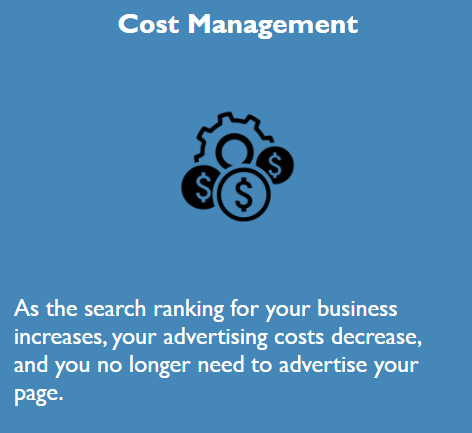 Cost Management
$
$
$
As the search ranking for your business
increases, your advertising costs decrease,
and you no longer need to advertise your
page.